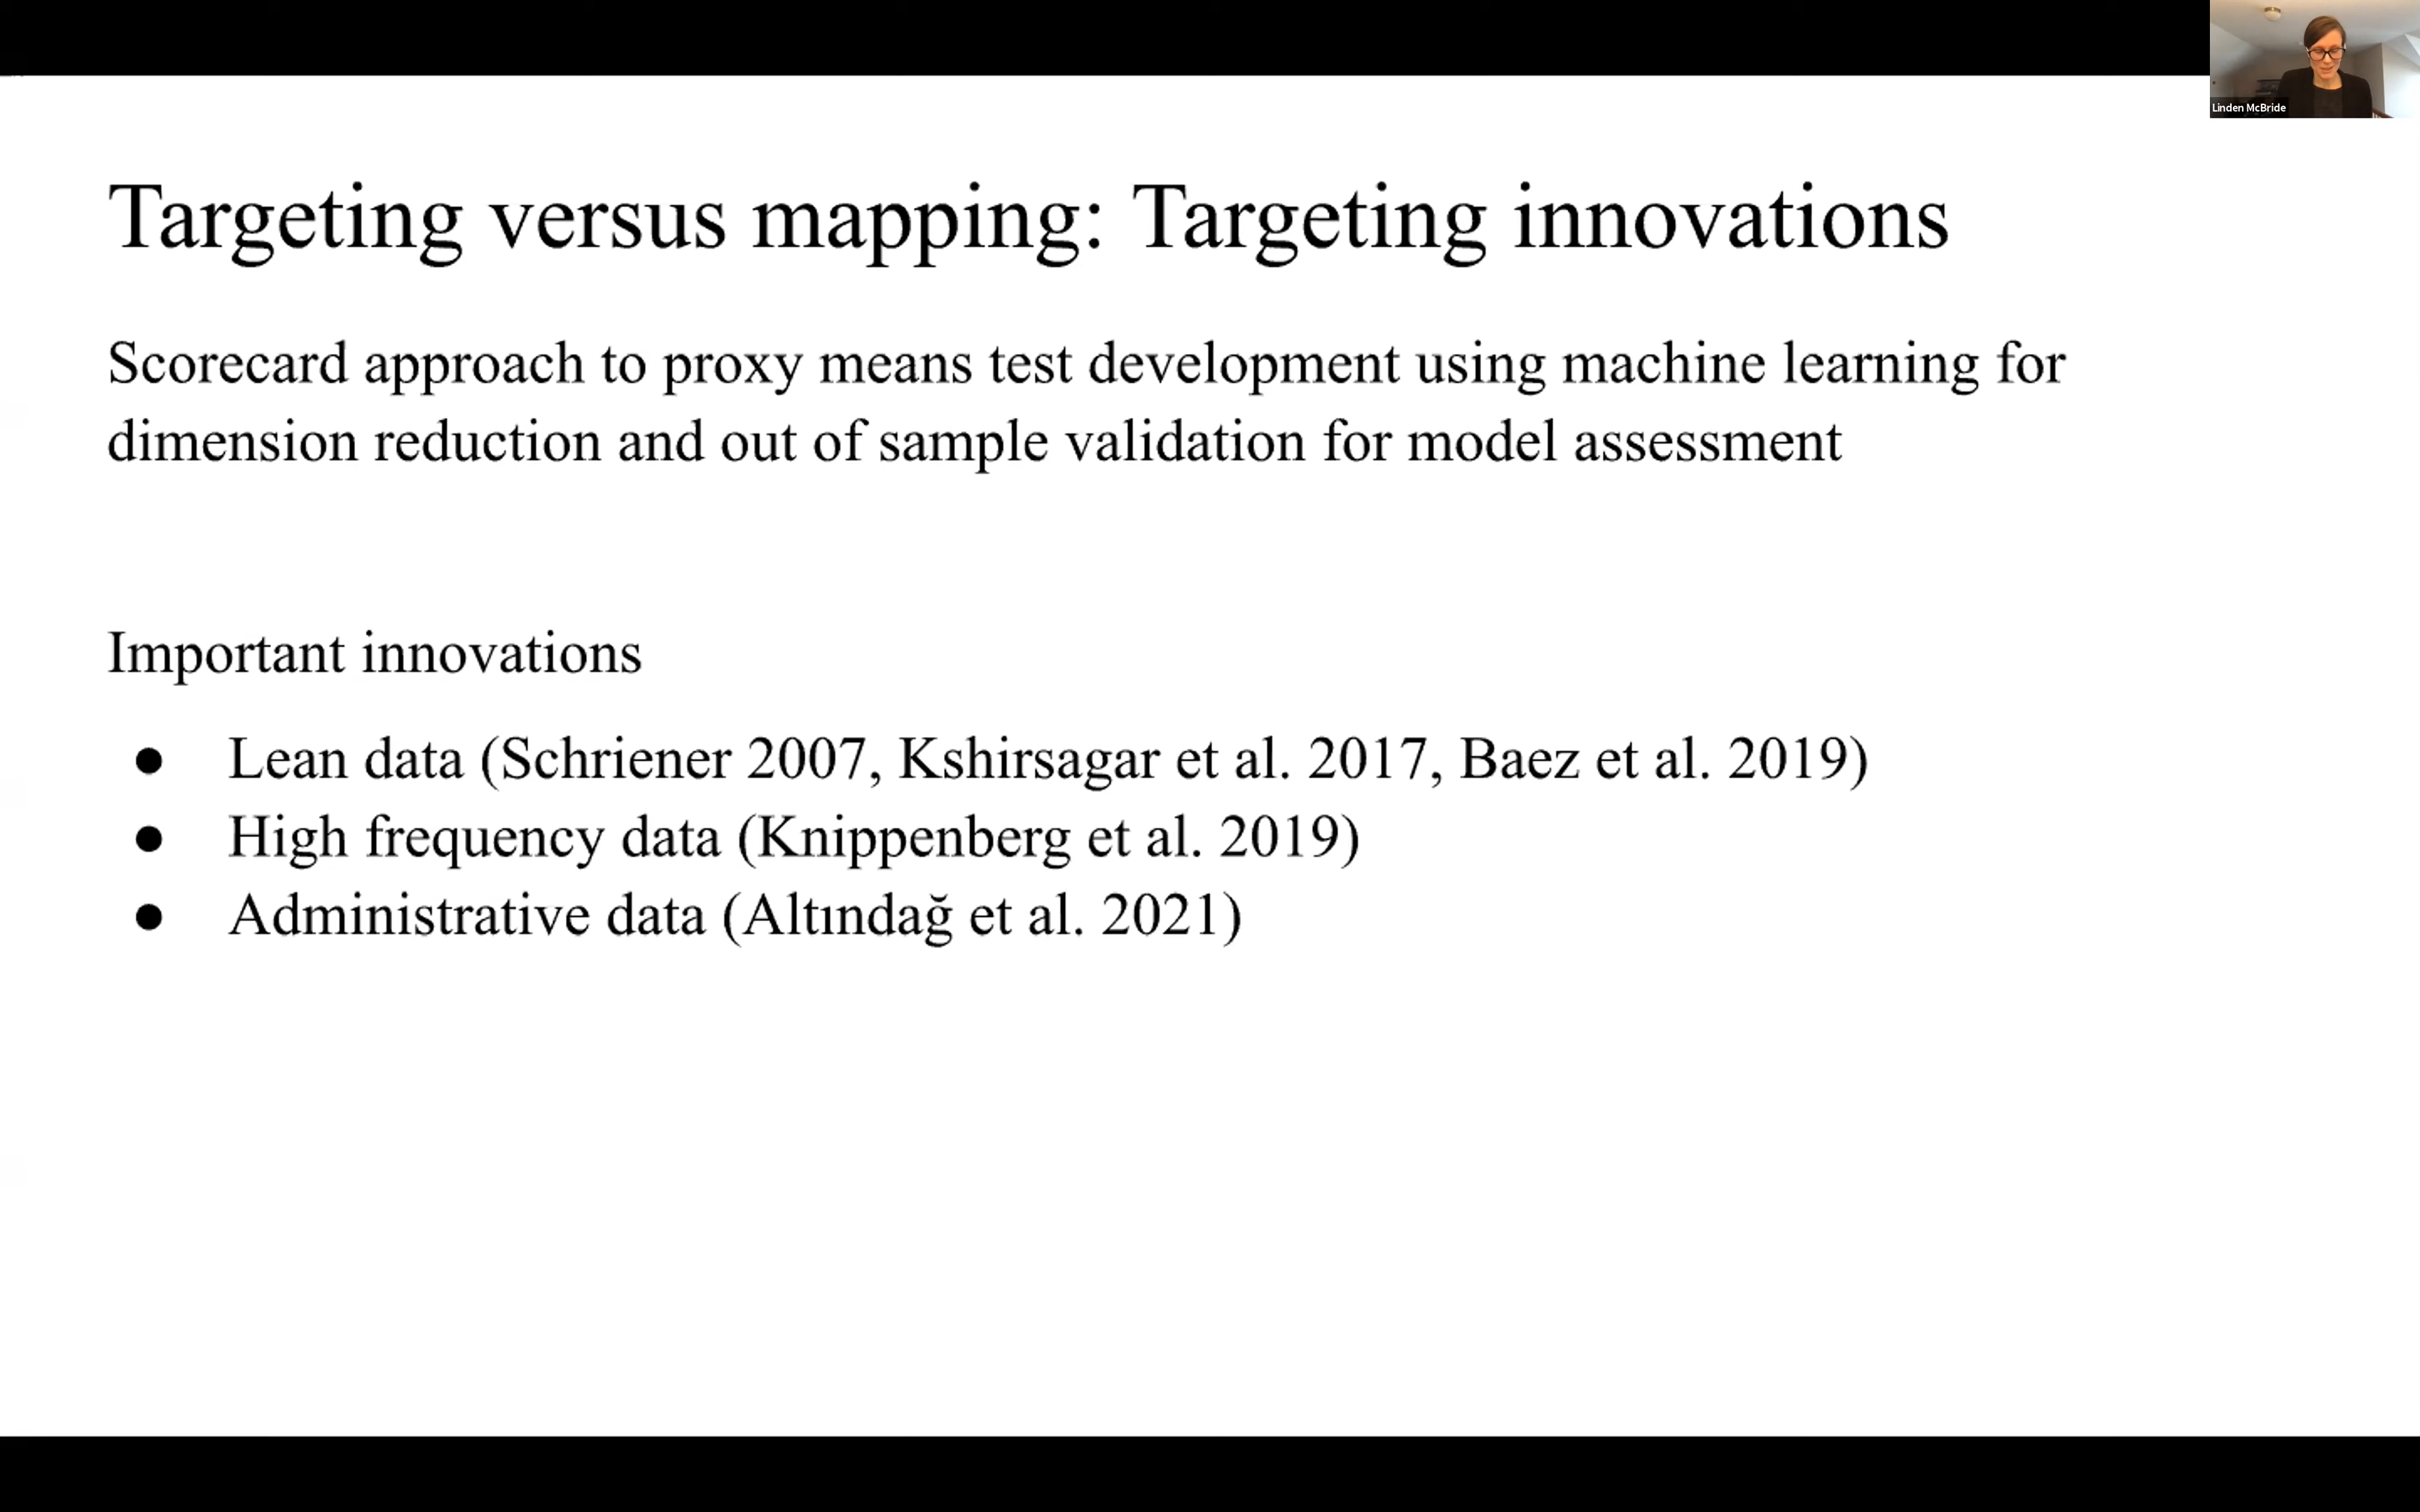 Linden McBride
Targeting versus mapping: Targeting innovations
Scorecard approach to proxy means test development using machine learning for
dimension reduction and out of sample validation for model assessment
Important innovations
● Lean data (Schriener 2007, Kshirsagar et al. 2017, Baez et al. 2019)
● High frequency data (Knippenberg et al. 2019)
● Administrative data (Altındağ et al. 2021)